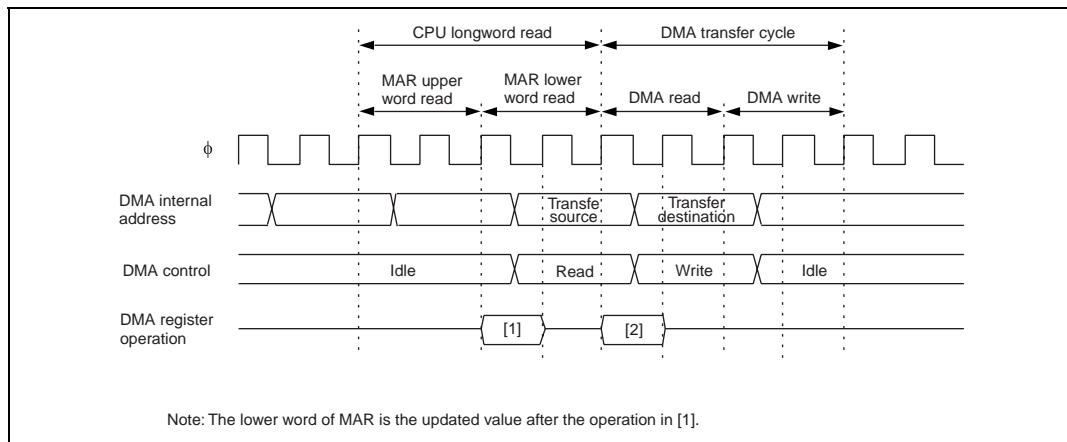 CPU longword read DMA transfer cycle
MAR upper
word read
MAR lower
word read
DMA read DMA write
ϕ
DMA internal
address
Transfe
source
Transfer
destination
DMA control Idle Read Write Idle
DMA register
operation
[1] [2]
Note: The lower word of MAR is the updated value after the operation in [1].